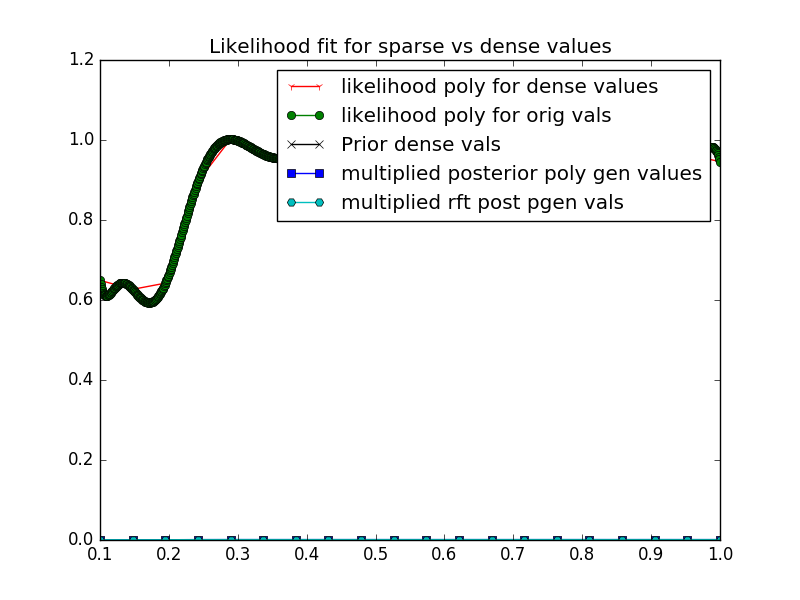 Likelihood fit for sparse vs dense values
1.2
1.0
0.8
0.6
0.4
0.2
0.0
likelihood poly for dense values
likelihood poly for orig vals
Prior dense vals
multiplied posterior poly gen values
multiplied rft post pgen vals
0.1 0.2 0.3 0.4 0.5 0.6 0.7 0.8 0.9 1.0